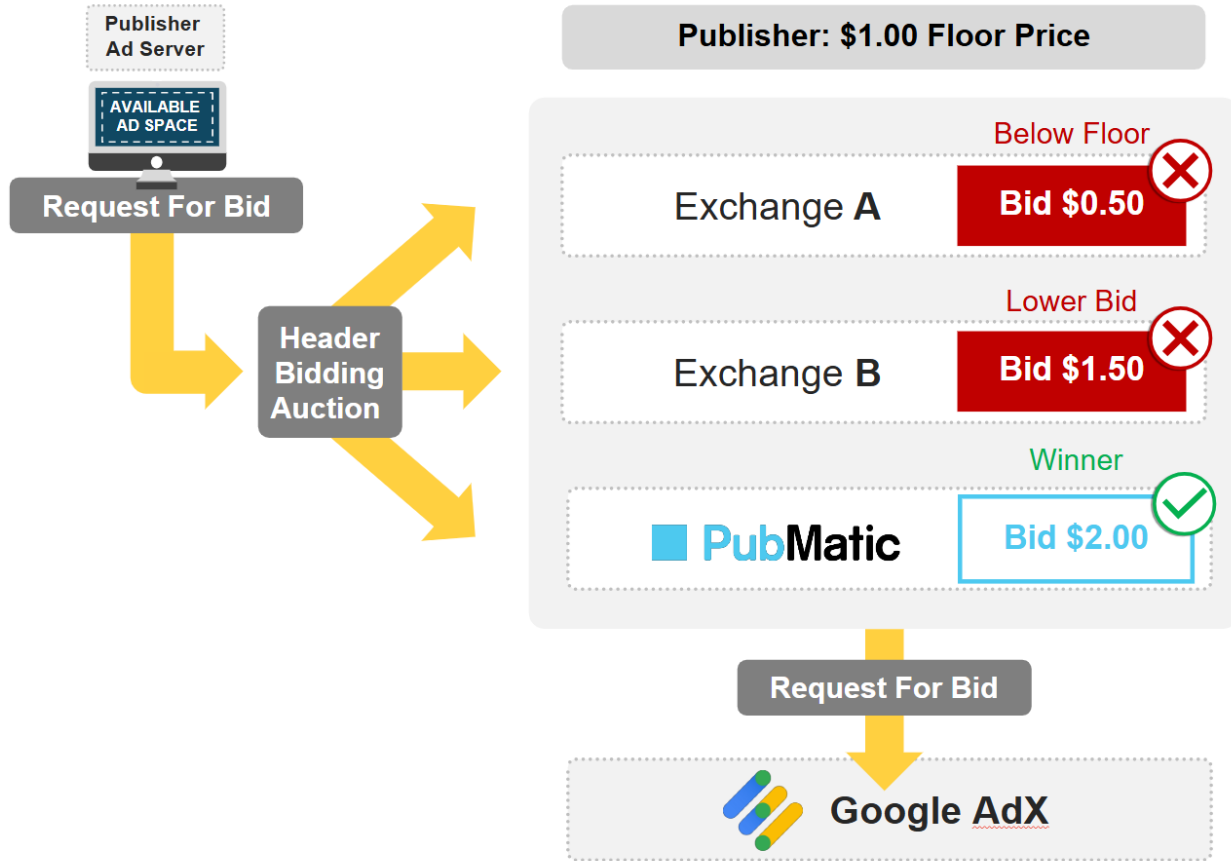 Publisher
Ad Server
AVAILABLE
AD SPACE
Request For Bid
Header
Bidding
Auction
Publisher: $1.00 Floor Price
Below Floor
Exchange A
Bid $0.50
Lower Bid
Exchange B
Bid $1.50
Winner
PubMatic
Bid $2.00
Request For Bid
Google AdX